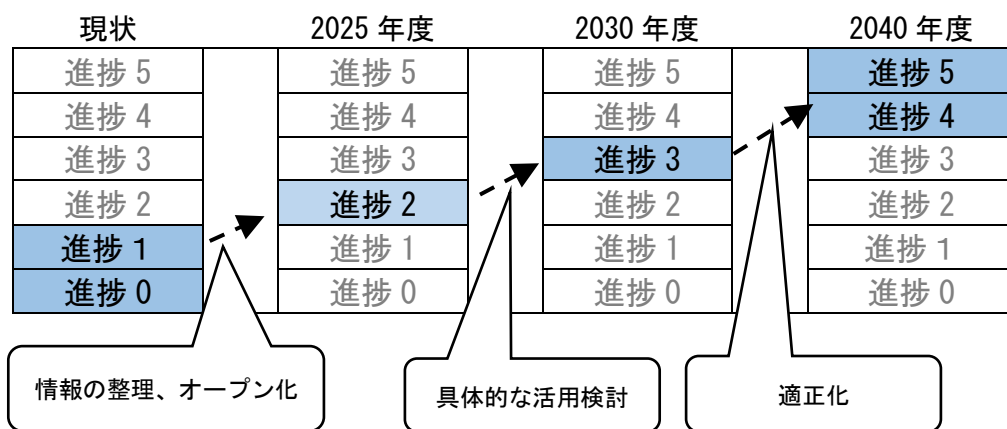 現状 2025 年度 2030 年度 2040 年度
進捗 5 進捗 5 進捗 5 進捗 5
進捗 4 進捗 4 進捗 4 進捗 4
進捗 3 進捗 3 進捗 3 進捗 3
進捗 2 進捗 2 進捗 2 進捗 2
進捗 1 進捗 1 進捗 1 進捗 1
進捗 0 進捗 0 進捗 0 進捗 0
情報の整理、オープン化 具体的な活用検討 適正化